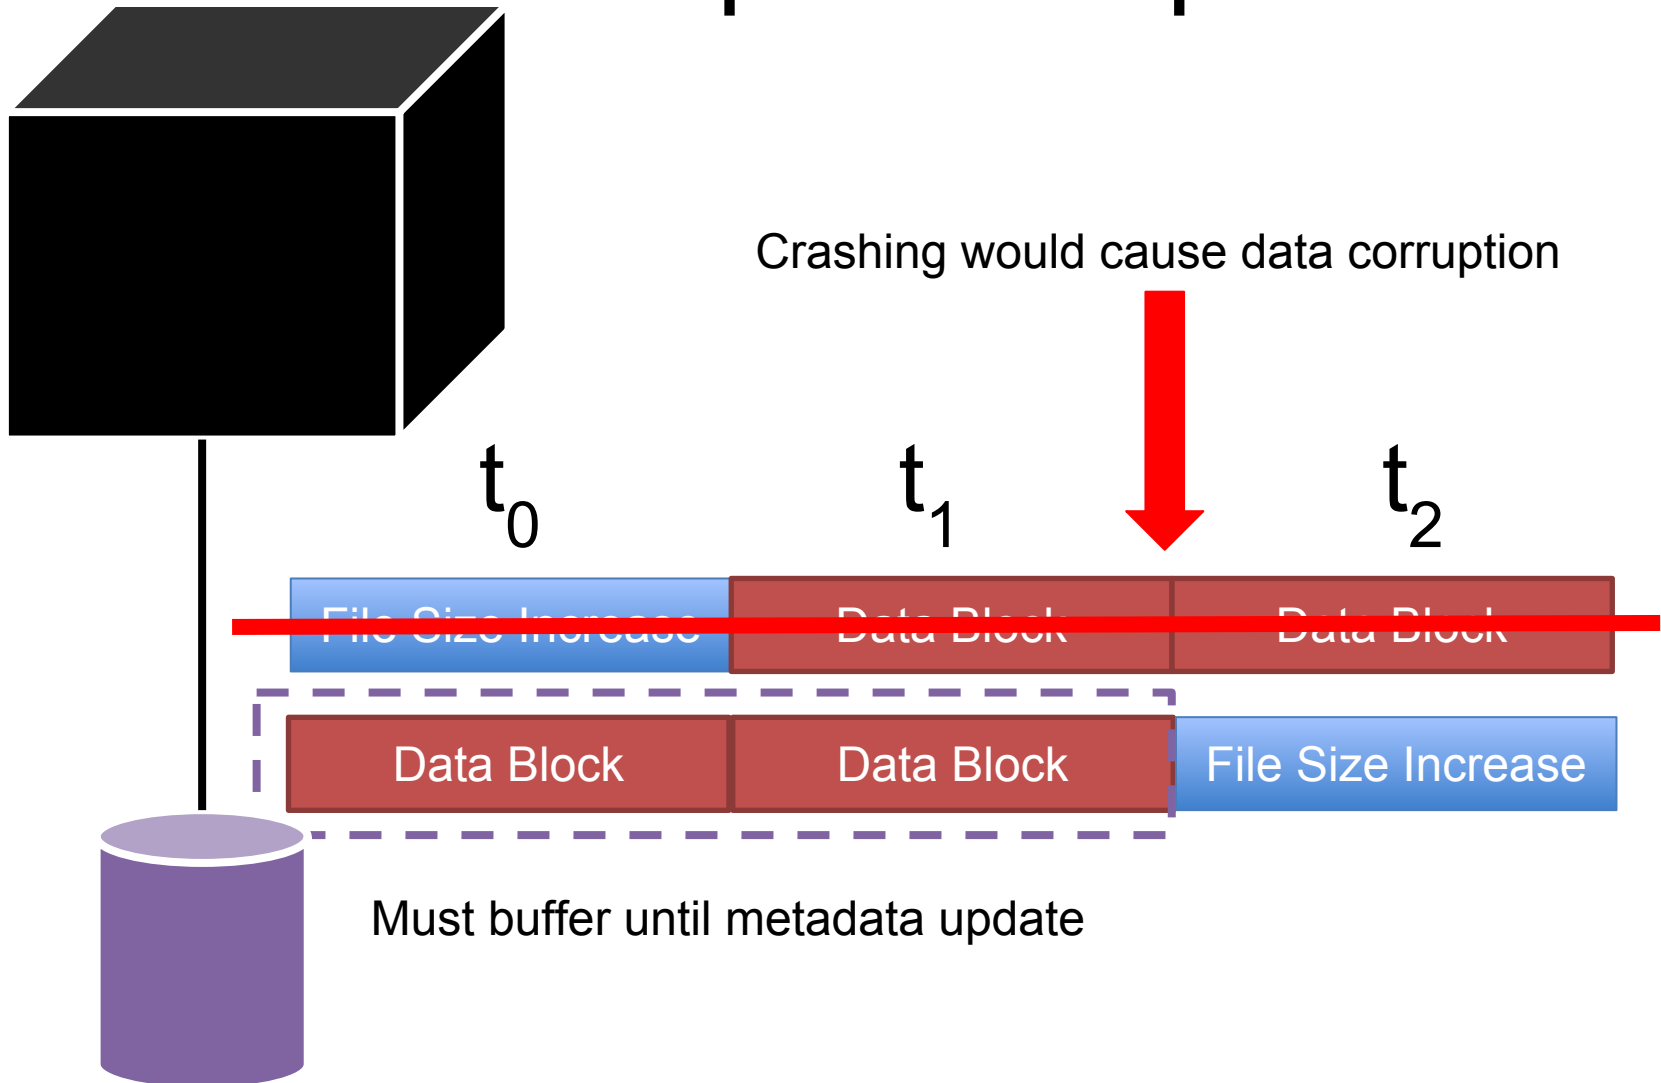 Crashing would cause data corruption
t0 t1 t2
File Size Increase Data Block Data Block
Data Block Data Block File Size Increase
Must buffer until metadata update